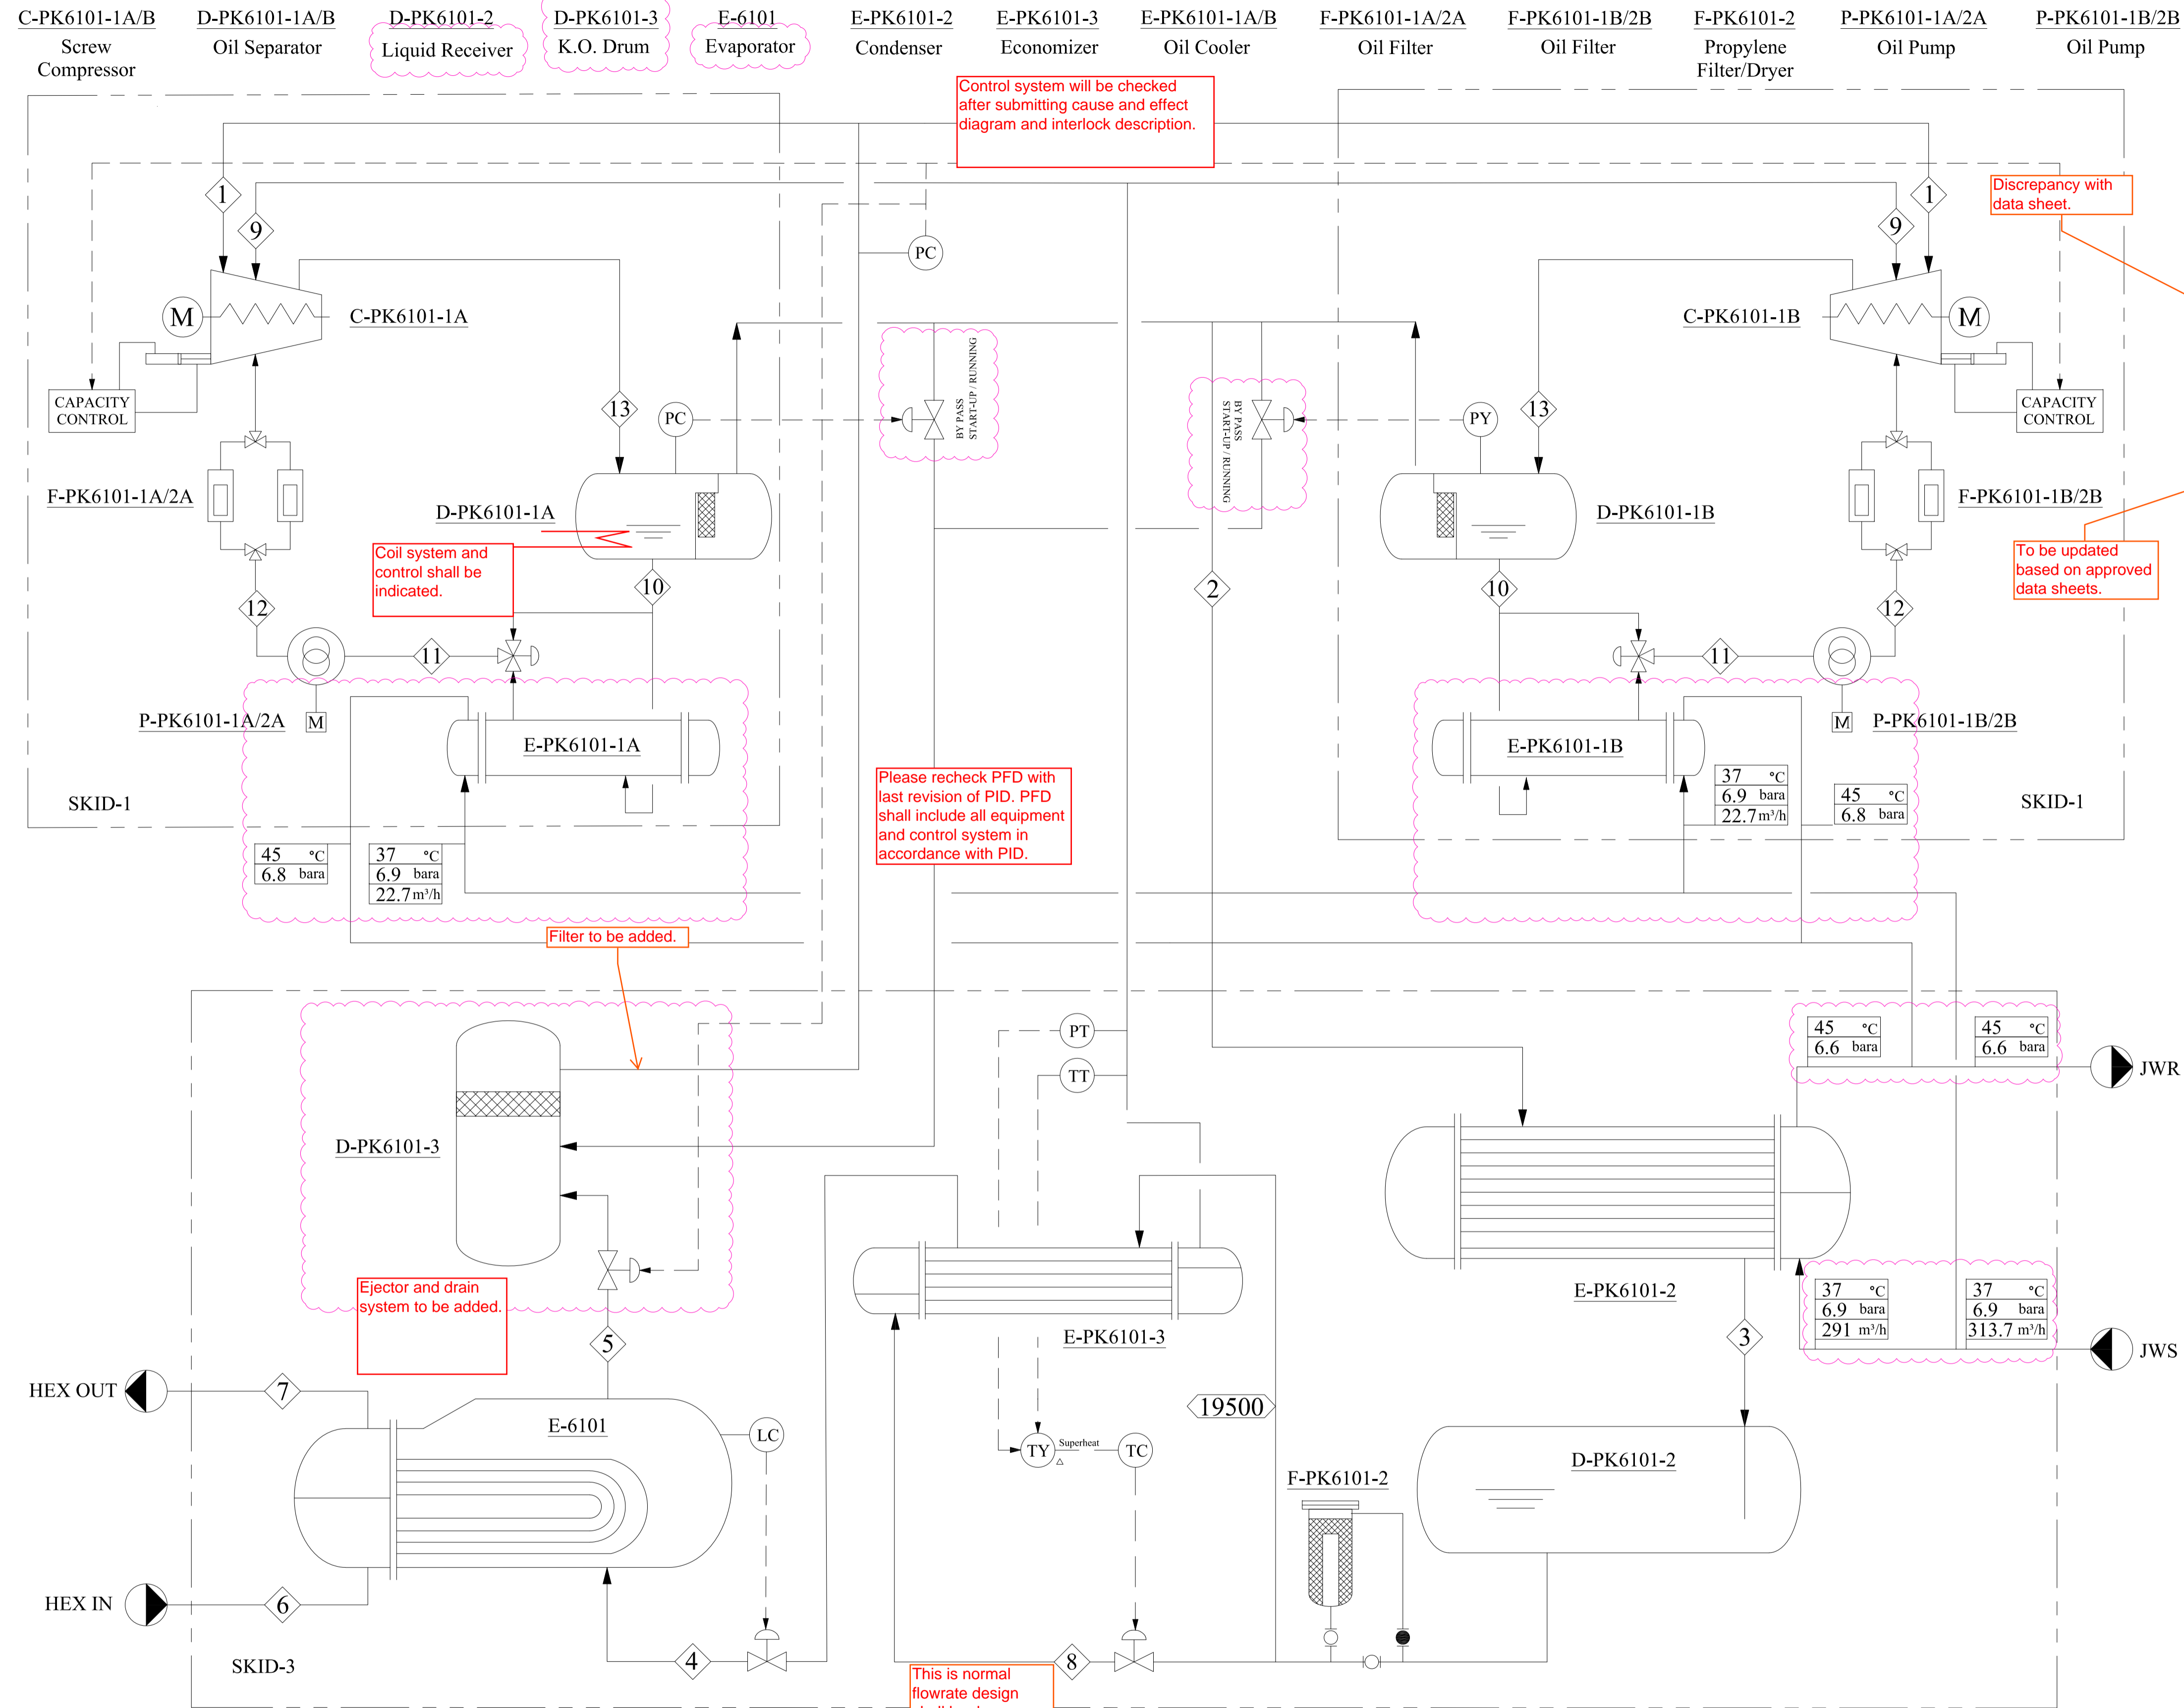 C-PK6101-1A/B
Screw
Compressor
D-PK6101-1A/B
Oil Separator
D-PK6101-2
Liquid Receiver
D-PK6101-3
K.O. Drum
E-6101
Evaporator
E-PK6101-2
Condenser
E-PK6101-3
Economizer
E-PK6101-1A/B
Oil Cooler
F-PK6101-1A/2A
Oil Filter
F-PK6101-1B/2B
Oil Filter
F-PK6101-2
Propylene
Filter/Dryer
P-PK6101-1A/2A
Oil Pump
P-PK6101-1B/2B
Oil Pump
Control system will be checked
after submitting cause and effect
diagram and interlock description.
Discrepancy with
data sheet.
1
9
PC
9
1
M
C-PK6101-1A
C-PK6101-1B
M
CAPACITY
CONTROL
13
PC
BY PASS
START-UP / RUNNING
BY PASS
START-UP / RUNNING
PY
13
CAPACITY
CONTROL
F-PK6101-1A/2A
D-PK6101-1A
D-PK6101-1B
F-PK6101-1B/2B
Coil system and
control shall be
indicated.
To be updated
based on approved
data sheets.
12
10
2
10
12
11
11
P-PK6101-1A/2A
M
E-PK6101-1A
E-PK6101-1B
M
P-PK6101-1B/2B
SKID-1
Please recheck PFD with
last revision of PID. PFD
shall include all equipment
and control system in
accordance with PID.
37 °C
6.9 bara
22.7 m³/h
45 °C
6.8 bara
SKID-1
45 °C
6.8 bara
37 °C
6.9 bara
22.7 m³/h
Filter to be added.
PT
TT
45 °C
6.6 bara
45 °C
6.6 bara
JWR
D-PK6101-3
Ejector and drain
system to be added.
E-PK6101-2
37 °C
6.9 bara
291 m³/h
37 °C
6.9 bara
313.7 m³/h
JWS
5
E-PK6101-3
3
HEX OUT
7
E-6101
LC
19500
TY
Superheat
△
TC
F-PK6101-2
D-PK6101-2
HEX IN
6
SKID-3
4
8
This is normal
flowrate design